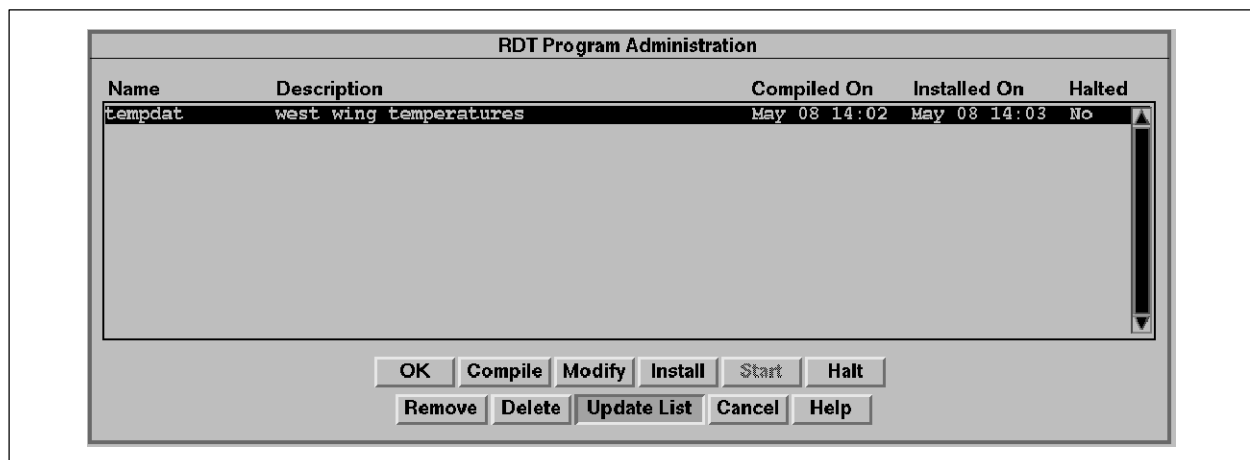 RDT Program Administration
Name Description Compiled On Installed On Halted
tempdat west wing temperatures May 08 14:02 May 08 14:03 No
OK Compile Modify Install Start Halt
Remove Delete Update List Cancel Help